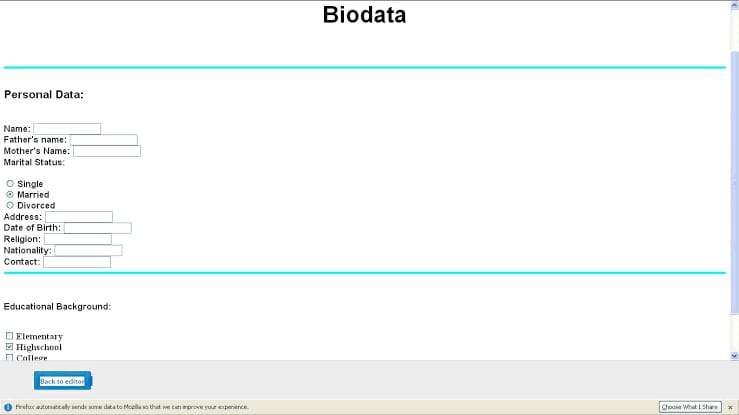 Biodata
Personal Data:
Name:
Father's name:
Mother's Name:
Marital Status:
Single
Married
Divorced
Address:
Date of Birth:
Religion:
Nationality:
Contact:
Educational Background:
Elementary
Highschool
College
Back to editor
Firefox automatically sends some data to Mozilla so that we can improve your experience.
Choose What I Share